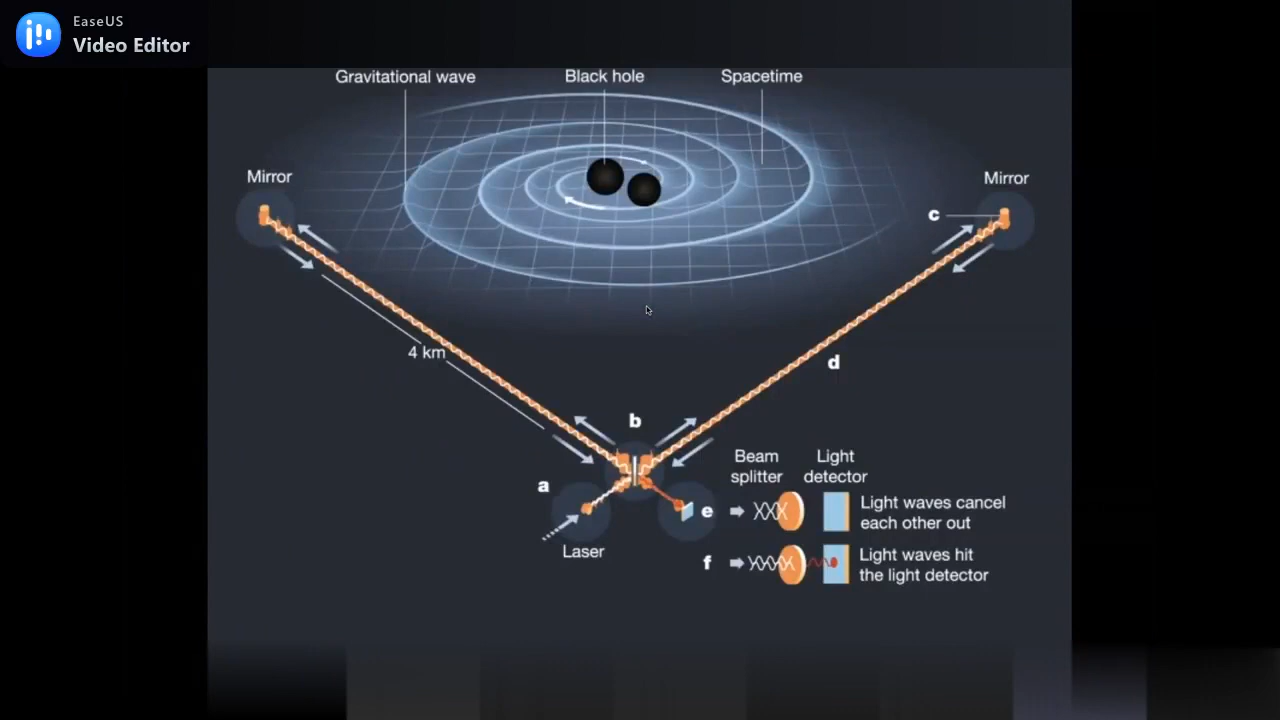 EaseUS
Video Editor
Gravitational wave
Black hole
Spacetime
Mirror
Mirror
c
4 km
d
b
a
Laser
Beam
splitter
Light
detector
e
Light waves cancel
each other out
f
Light waves hit
the light detector